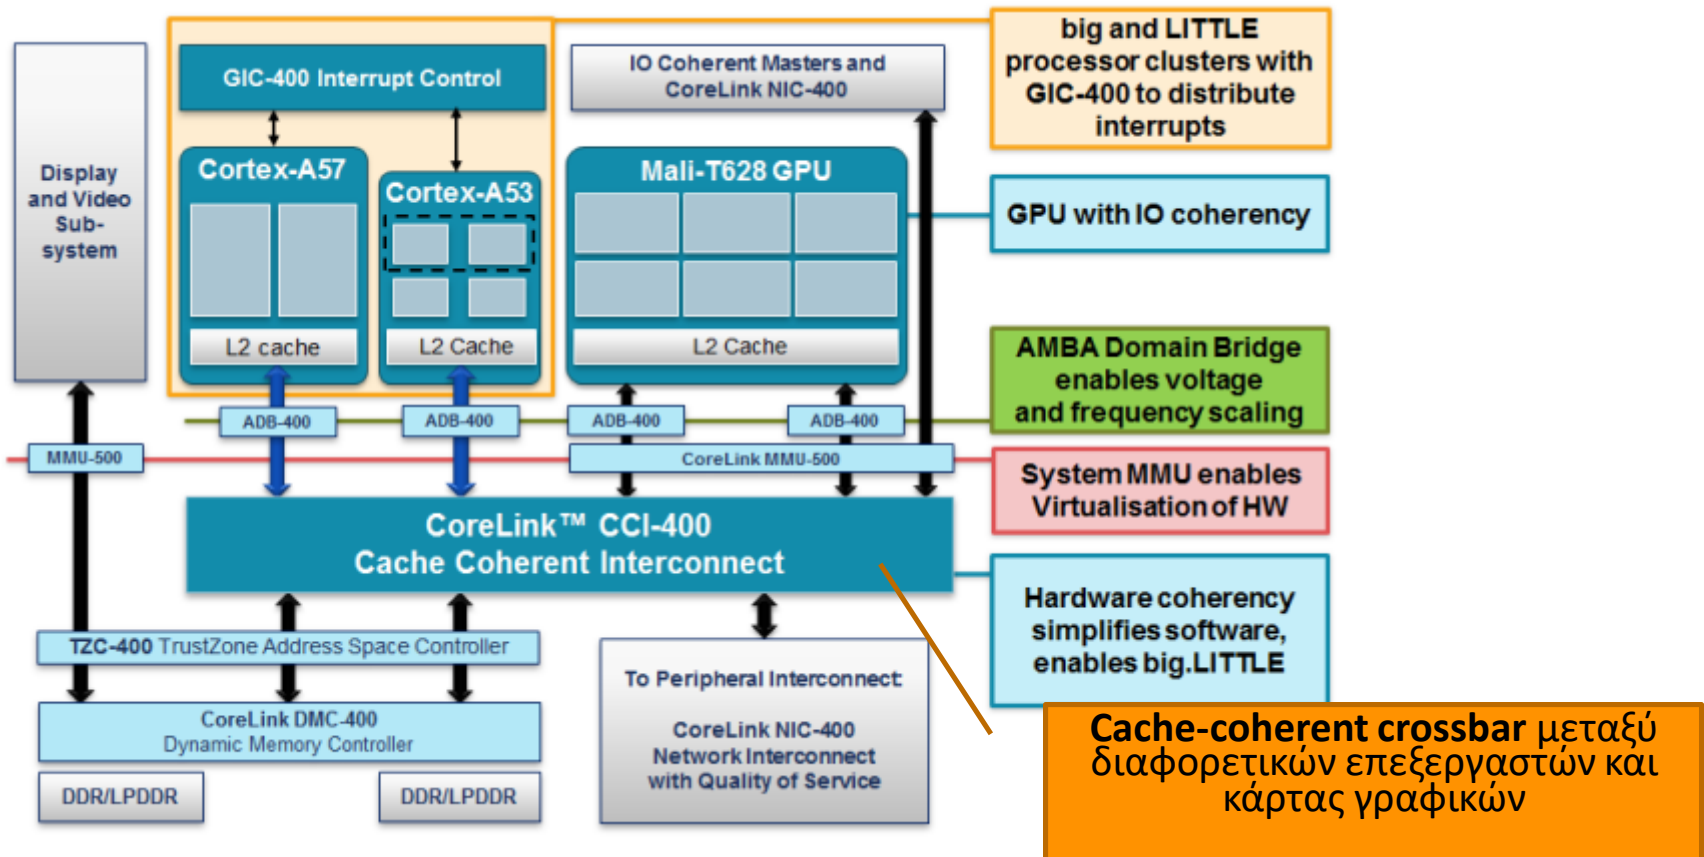 Display
and Video
Sub-
system
GIC-400 Interrupt Control
Cortex-A57
L2 cache
Cortex-A53
L2 Cache
IO Coherent Masters and
CoreLink NIC-400
Mali-T628 GPU
L2 Cache
big and LITTLE
processor clusters with
GIC-400 to distribute
interrupts
GPU with IO coherency
AMBA Domain Bridge
enables voltage
and frequency scaling
ADB-400
ADB-400
ADB-400
ADB-400
MMU-500
CoreLink MMU-500
System MMU enables
Virtualisation of HW
CoreLink™ CCI-400
Cache Coherent Interconnect
Hardware coherency
simplifies software,
enables big.LITTLE
TZC-400 TrustZone Address Space Controller
CoreLink DMC-400
Dynamic Memory Controller
DDR/LPDDR
DDR/LPDDR
To Peripheral Interconnect:
CoreLink NIC-400
Network Interconnect
with Quality of Service
Cache-coherent crossbar μεταξύ
διαφορετικών επεξεργαστών και
κάρτας γραφικών